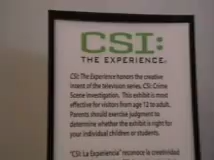 CSI:
THE EXPERIENCE
CSI: The Experience honors the creative
intent of the television series, CSI: Crime
Scene Investigation. This exhibit is most
effective for visitors from age 12 to adult.
Parents should exercise judgment to
determine whether the exhibit is right for
your individual children or students.
"CSI: La Experiencia" reconoce la creatividad